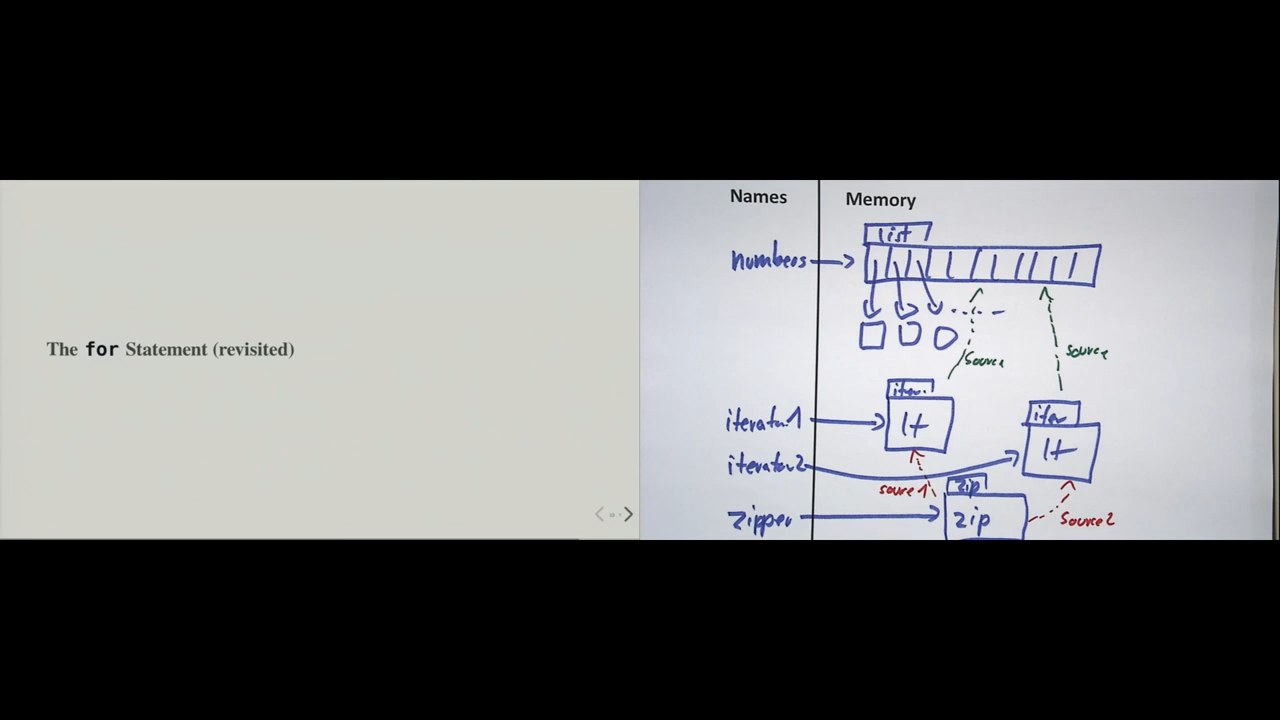 The for Statement (revisited)
Names
Memory
list
numbers
source
source
iter.
iter
iterator1
It
It
iterator2
source1
zip
zipper
zip
source2